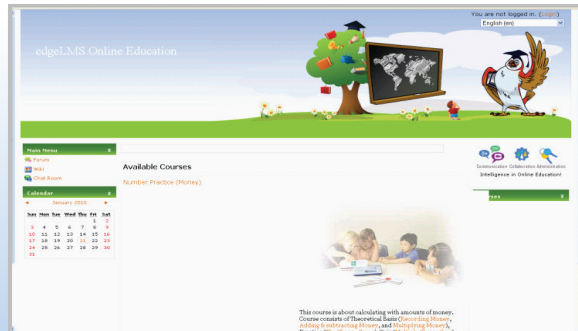 You are not logged in. (Login)
English (en)
edgeLMS Online Education
Main Menu
Forum
Wiki
Chat Room
Available Courses
Number Practice (Money)
Communication Collaboration Administration
Intelligence in Online Education!
Calendar
January 2010
Sun Mon Tue Wed Thu Fri Sat
1 2
3 4 5 6 7 8 9
10 11 12 13 14 15 16
17 18 19 20 21 22 23
24 25 26 27 28 29 30
31
This course is about calculating with amounts of money.
Course consists of Theoretical Basis (Recording Money,
Adding & subtracting Money, and Multiplying Money),